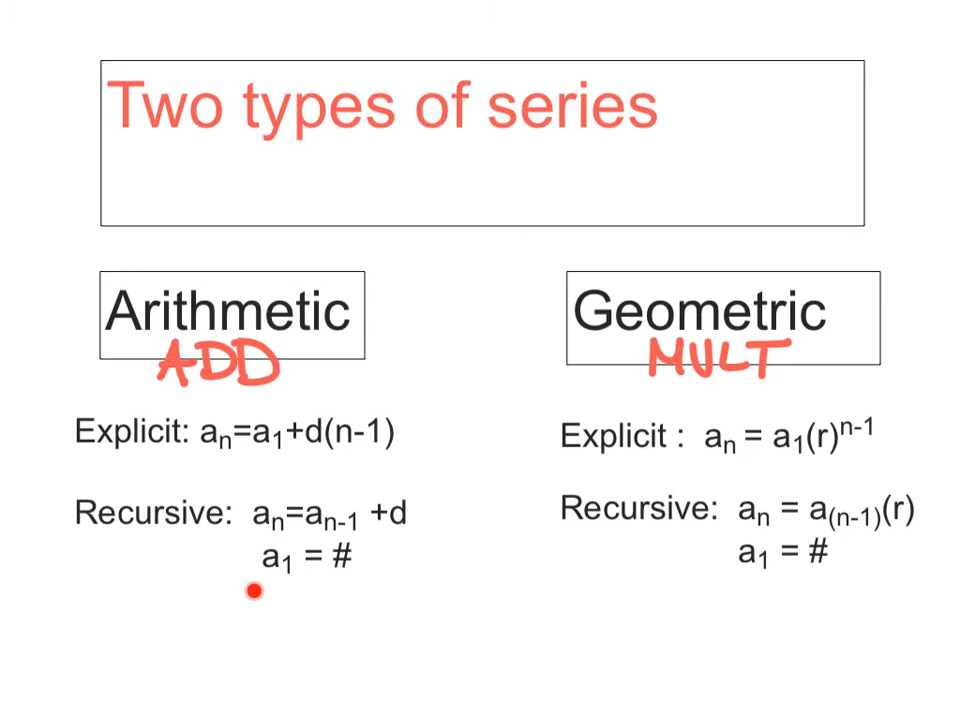 Two types of series
Arithmetic
ADD
Explicit: aₙ=a₁+d(n-1)
Recursive: aₙ=aₙ₋₁ +d
a₁ = #
Geometric
MULT
Explicit : aₙ = a₁(r)ⁿ⁻¹
Recursive: aₙ = a₍ₙ₋₁₎(r)
a₁ = #